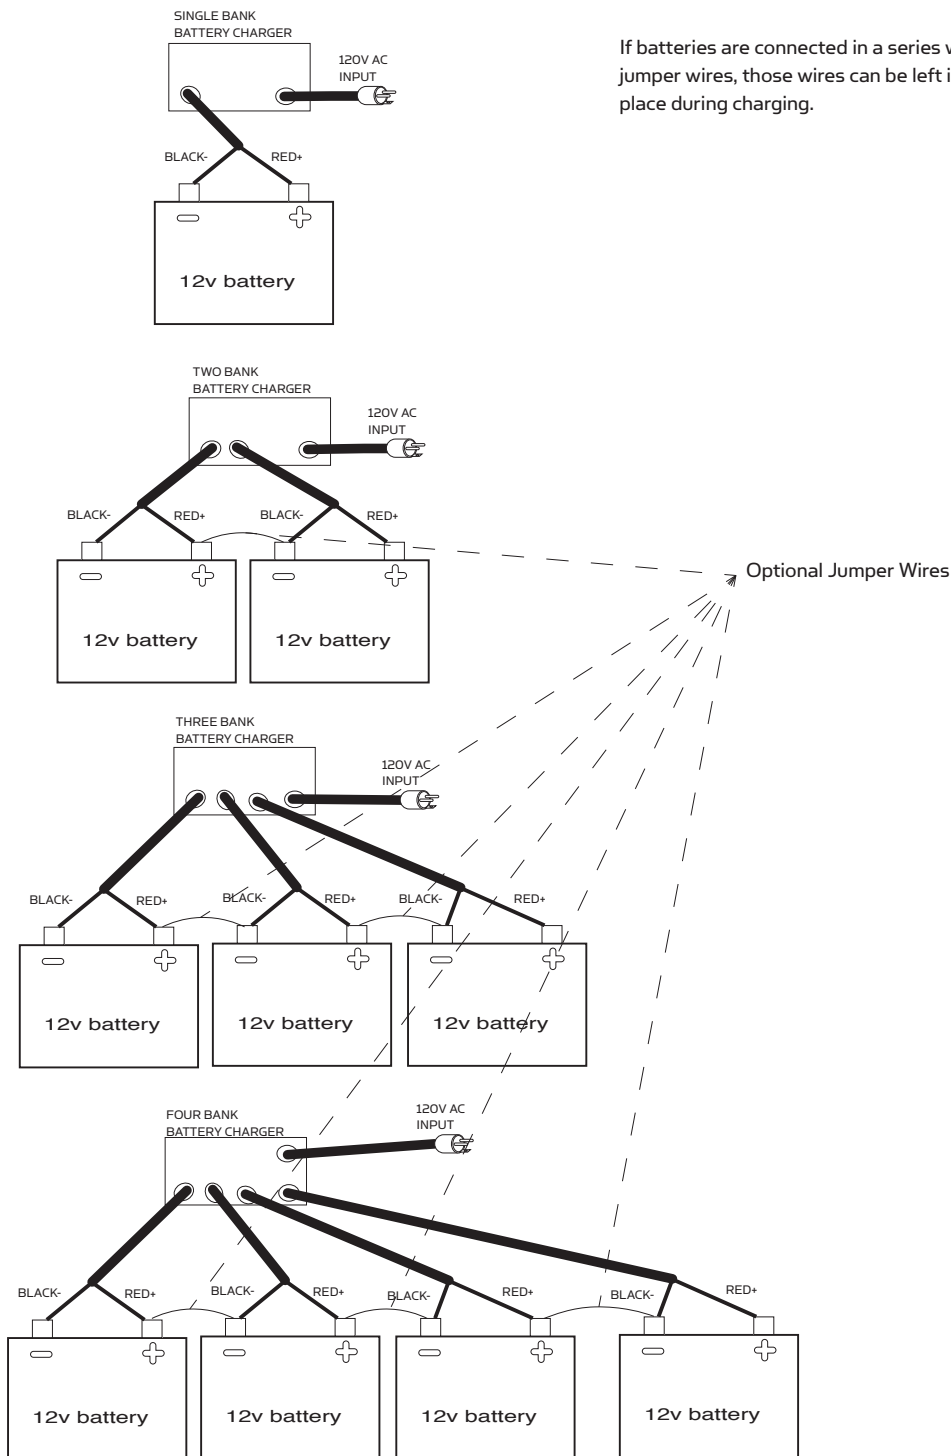 SINGLE BANK
BATTERY CHARGER
120V AC
INPUT
If batteries are connected in a series
jumper wires, those wires can be left
place during charging.
BLACK-
RED+
12v battery
TWO BANK
BATTERY CHARGER
120V AC
INPUT
BLACK-
RED+
BLACK-
RED+
Optional Jumper Wires
12v battery
12v battery
THREE BANK
BATTERY CHARGER
120V AC
INPUT
BLACK-
RED+
BLACK-
RED+
BLACK-
RED+
12v battery
12v battery
12v battery
FOUR BANK
BATTERY CHARGER
120V AC
INPUT
BLACK-
RED+
BLACK-
RED+
BLACK-
RED+
BLACK-
RED+
12v battery
12v battery
12v battery
12v battery